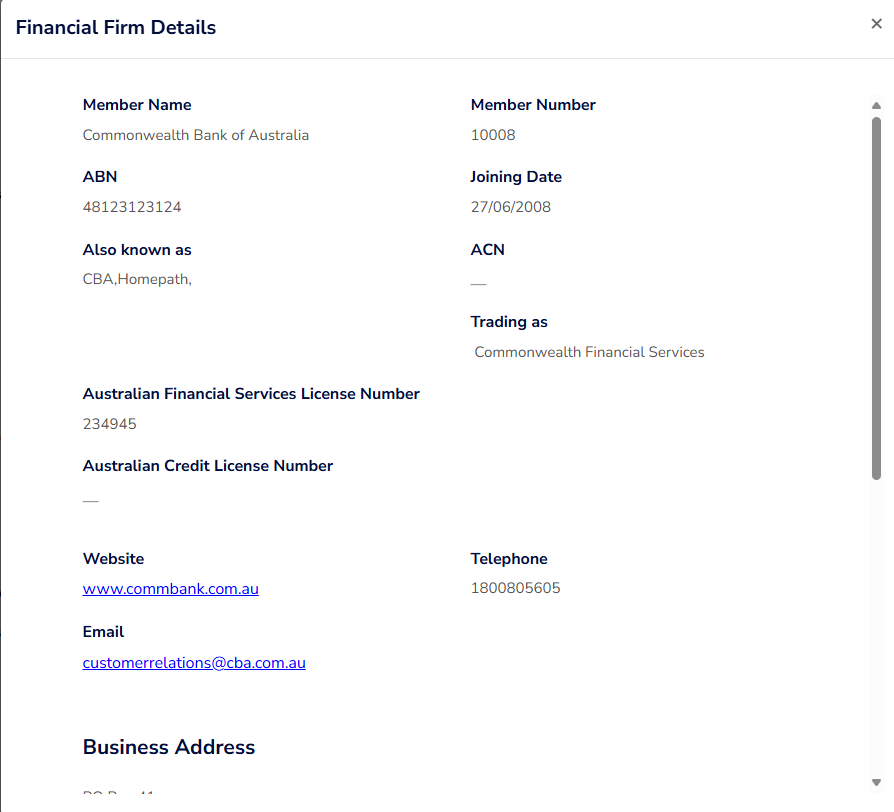 Financial Firm Details
×
Member Name
Member Number
Commonwealth Bank of Australia
10008
ABN
Joining Date
48123123124
27/06/2008
Also known as
ACN
CBA,Homepath,
__
Trading as
Commonwealth Financial Services
Australian Financial Services License Number
234945
Australian Credit License Number
__
Website
Telephone
www.commbank.com.au
1800805605
Email
customerrelations@cba.com.au
Business Address